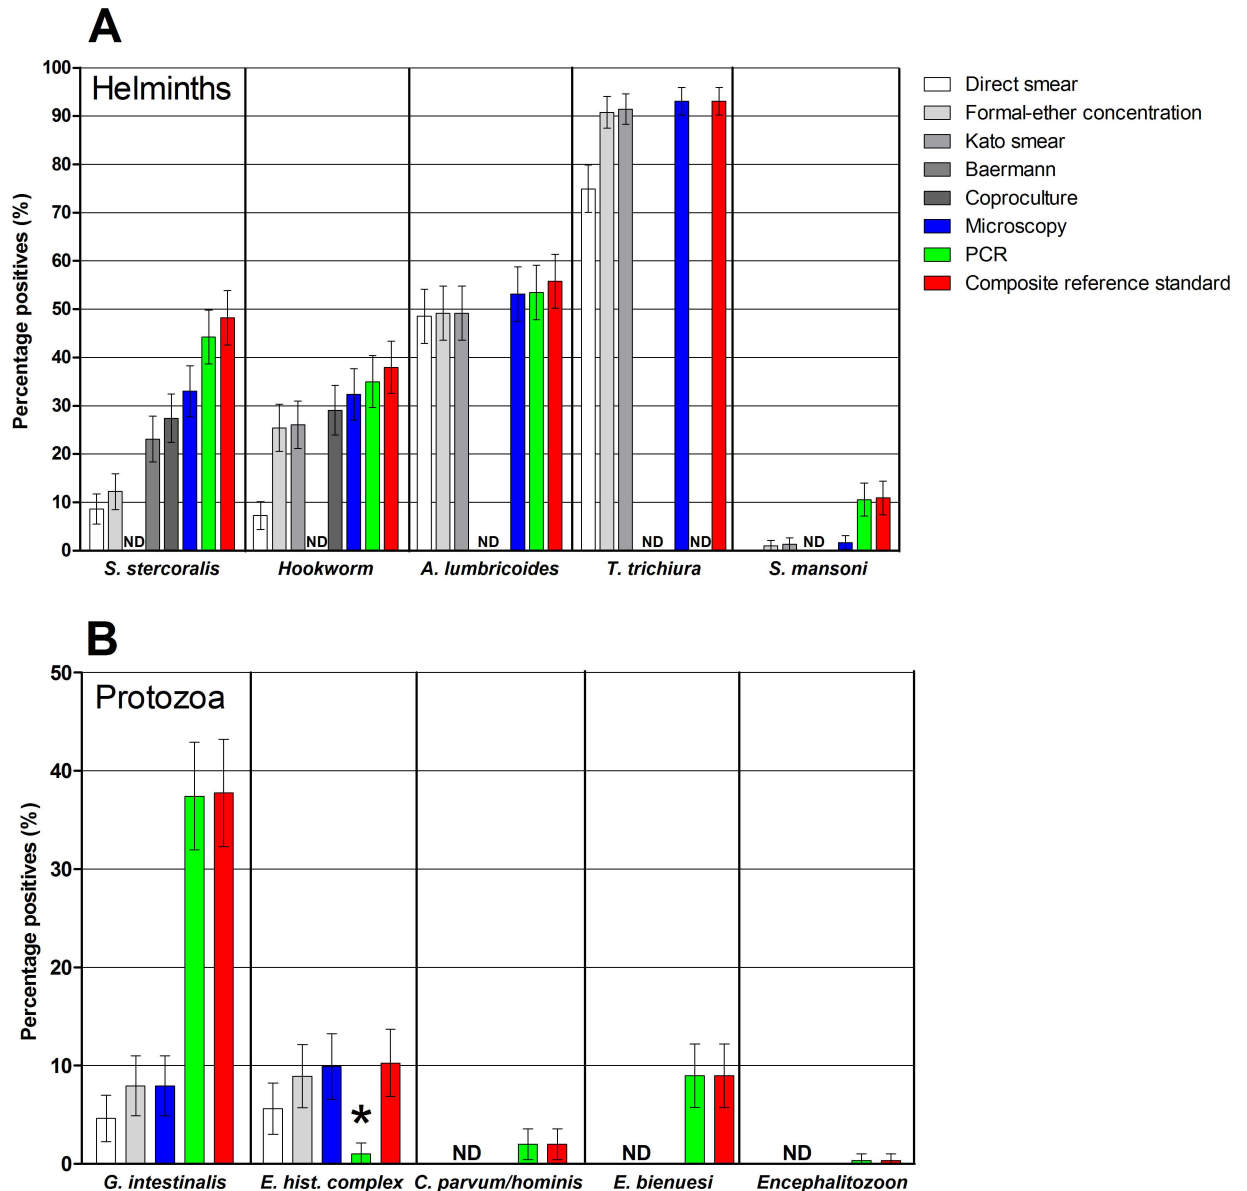 A
Helminths
Percentage positives (%)
100
90
80
70
60
50
40
30
20
10
0
ND
ND
ND
ND
ND
ND
S. stercoralis
Hookworm
A. lumbricoides
T. trichiura
S. mansoni
Direct smear
Formal-ether concentration
Kato smear
Baermann
Coproculture
Microscopy
PCR
Composite reference standard
B
Protozoa
Percentage positives (%)
50
40
30
20
10
0
*
ND
ND
ND
G. intestinalis
E. hist. complex
C. parvum/hominis
E. bienuesi
Encephalitozoon